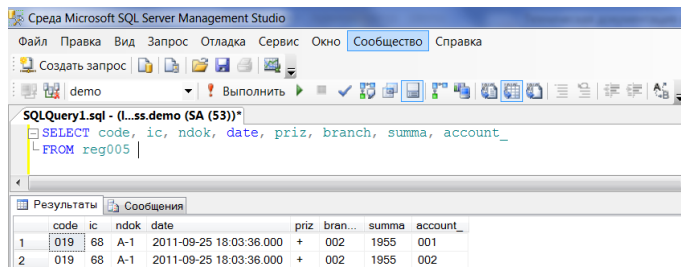 Среда Microsoft SQL Server Management Studio
Файл Правка Вид Запрос Отладка Сервис Окно Сообщество Справка
Создать запрос
demo Выполнить
SQLQuery1.sql - (l...ss.demo (SA (53))*
SELECT code, ic, ndok, date, priz, branch, summa, account_
FROM reg005
Результаты Сообщения
code ic ndok date priz bran... summa account_
1 019 68 A-1 2011-09-25 18:03:36.000 + 002 1955 001
2 019 68 A-1 2011-09-25 18:03:36.000 + 002 1955 002